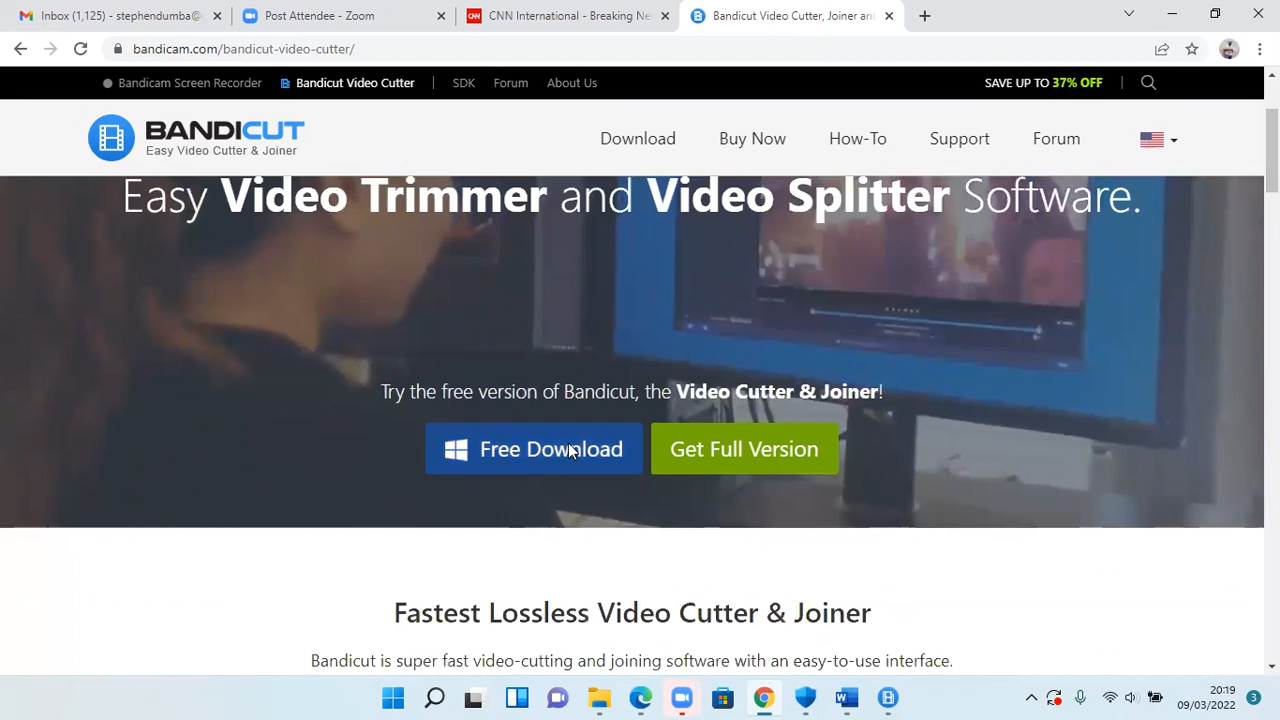 Inbox (1,125) - stephendumba@
Post Attendee - Zoom
CNN International - Breaking Ne
Bandicut Video Cutter, Joiner an
bandicam.com/bandicut-video-cutter/
Bandicam Screen Recorder
Bandicut Video Cutter
SDK
Forum
About Us
SAVE UP TO 37% OFF
BANDICUT
Easy Video Cutter & Joiner
Download
Buy Now
How-To
Support
Forum
Easy Video Trimmer and Video Splitter Software.
Try the free version of Bandicut, the Video Cutter & Joiner!
Free Download
Get Full Version
Fastest Lossless Video Cutter & Joiner
Bandicut is super fast video-cutting and joining software with an easy-to-use interface.
20:19
09/03/2022
3